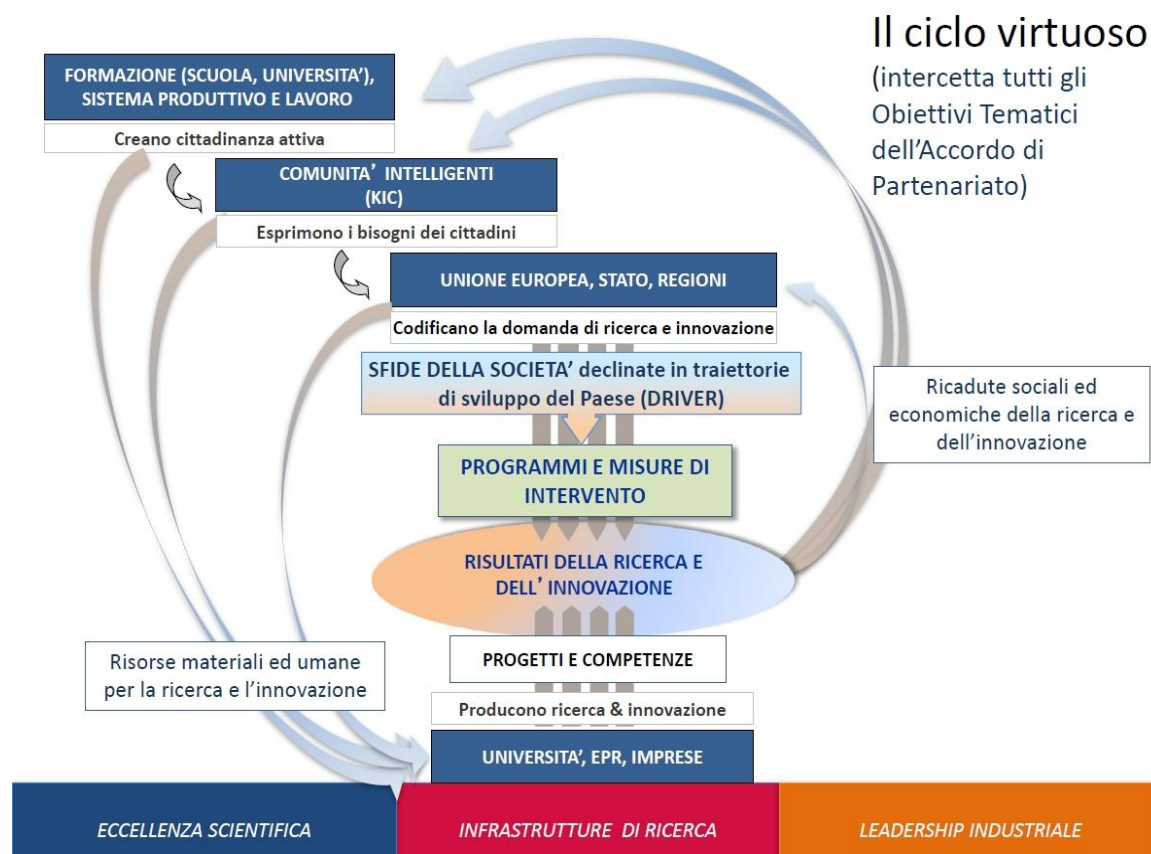 Il ciclo virtuoso
(intercetta tutti gli
Obiettivi Tematici
dell’Accordo di
Partenariato)
FORMAZIONE (SCUOLA, UNIVERSITA’),
SISTEMA PRODUTTIVO E LAVORO
Creano cittadinanza attiva
COMUNITA’ INTELLIGENTI
(KIC)
Esprimono i bisogni dei cittadini
UNIONE EUROPEA, STATO, REGIONI
Codificano la domanda di ricerca e innovazione
SFIDE DELLA SOCIETA’ declinate in traiettorie
di sviluppo del Paese (DRIVER)
Ricadute sociali ed
economiche della ricerca e
dell’innovazione
PROGRAMMI E MISURE DI
INTERVENTO
RISULTATI DELLA RICERCA E
DELL’ INNOVAZIONE
Risorse materiali ed umane
per la ricerca e l’innovazione
PROGETTI E COMPETENZE
Producono ricerca & innovazione
UNIVERSITA’, EPR, IMPRESE
ECCELLENZA SCIENTIFICA
INFRASTRUTTURE DI RICERCA
LEADERSHIP INDUSTRIALE